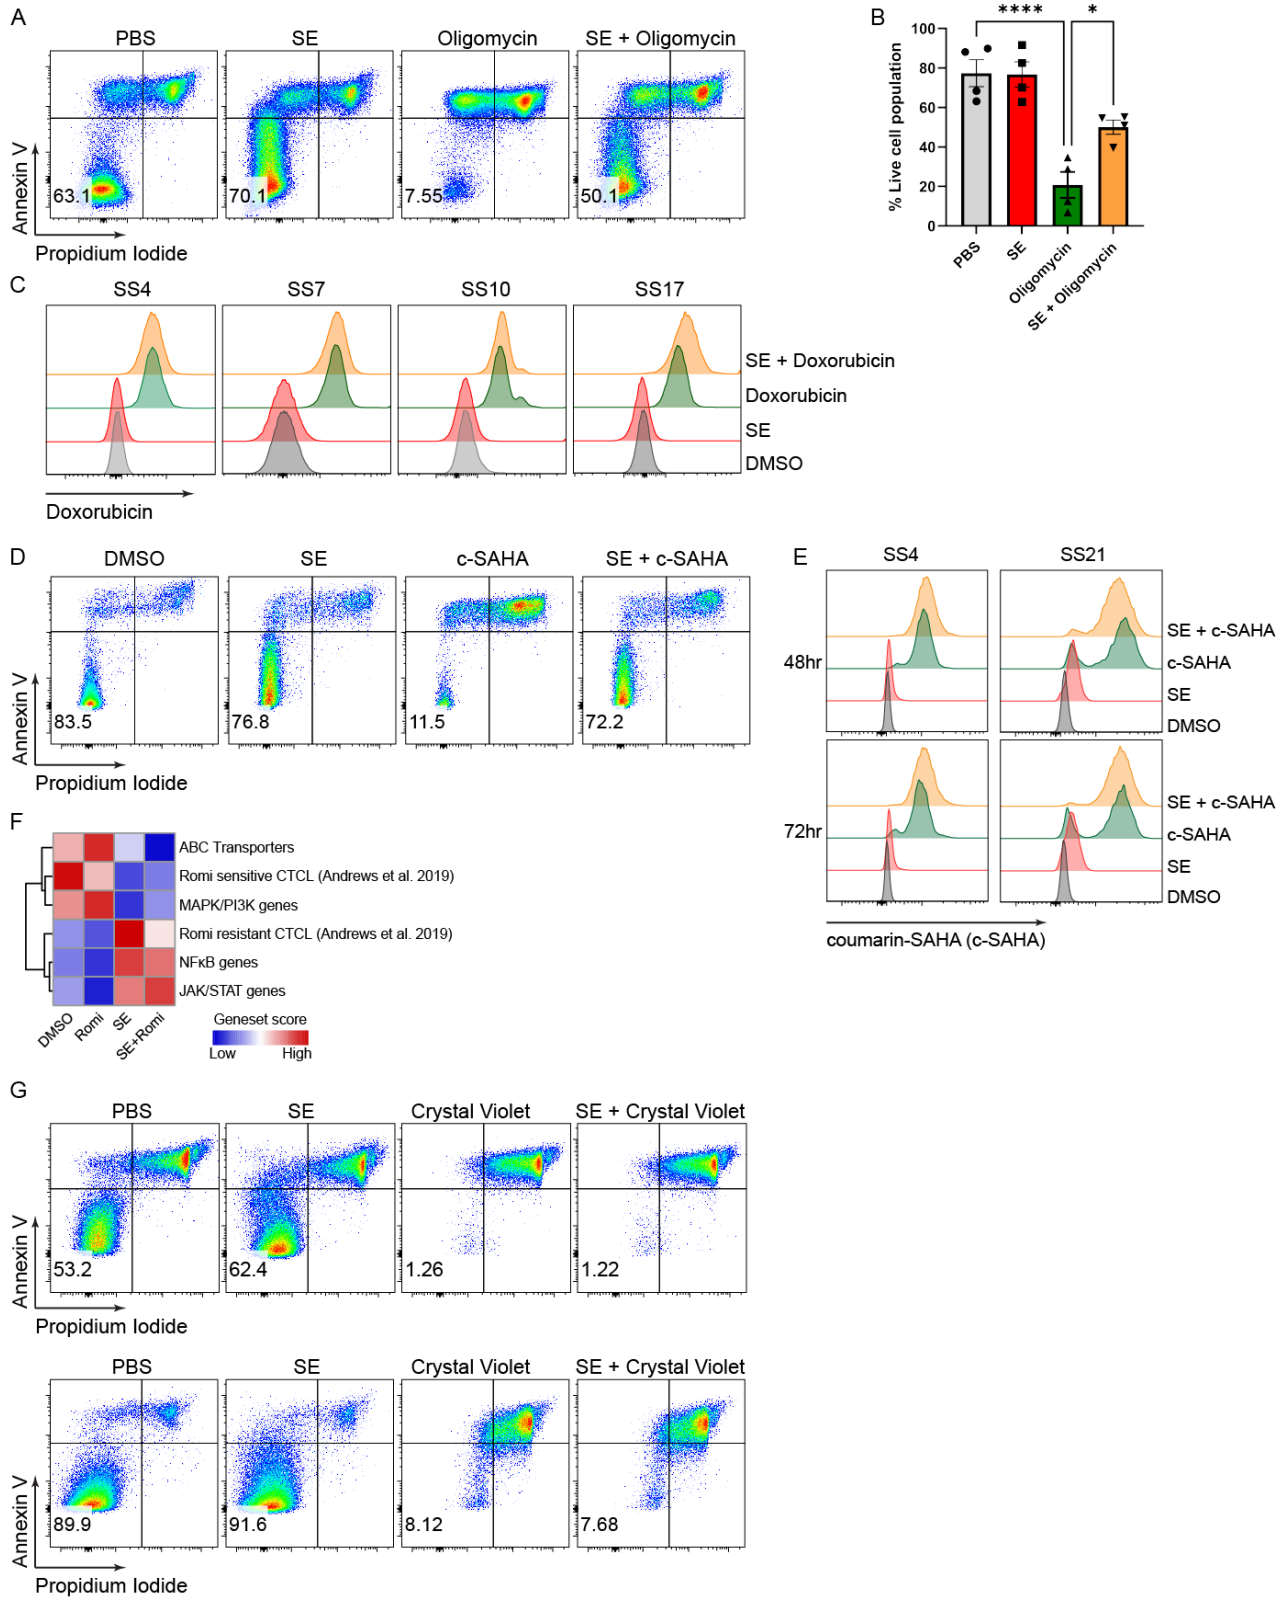 A
PBS
SE
Oligomycin
SE + Oligomycin
63.1
70.1
7.55
50.1
Annexin V
Propidium Iodide
B
****
*
% Live cell population
100
80
60
40
20
0
PBS
SE
Oligomycin
SE + Oligomycin
C
SS4
SS7
SS10
SS17
SE + Doxorubicin
Doxorubicin
SE
DMSO
Doxorubicin
D
DMSO
SE
c-SAHA
SE + c-SAHA
83.5
76.8
11.5
72.2
Annexin V
Propidium Iodide
E
SS4
SS21
48hr
SE + c-SAHA
c-SAHA
SE
DMSO
72hr
SE + c-SAHA
c-SAHA
SE
DMSO
coumarin-SAHA (c-SAHA)
F
ABC Transporters
Romi sensitive CTCL (Andrews et al. 2019)
MAPK/PI3K genes
Romi resistant CTCL (Andrews et al. 2019)
NFκB genes
JAK/STAT genes
DMSO
Romi
SE
SE+Romi
Geneset score
Low High
G
PBS
SE
Crystal Violet
SE + Crystal Violet
53.2
62.4
1.26
1.22
Annexin V
Propidium Iodide
PBS
SE
Crystal Violet
SE + Crystal Violet
89.9
91.6
8.12
7.68
Annexin V
Propidium Iodide